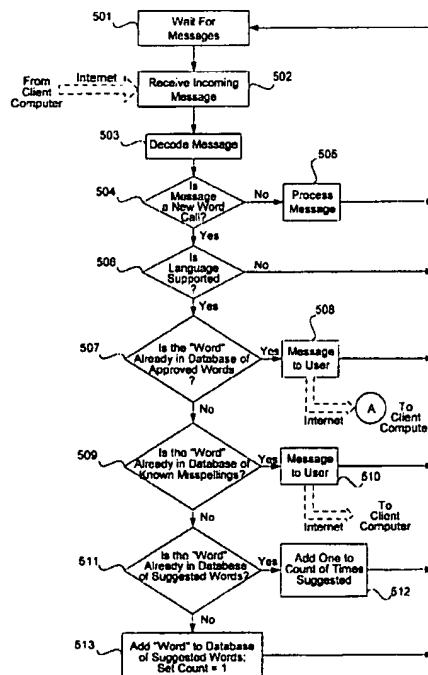 501
Wait For
Messages
From
Client
Computer
Internet
Receive Incoming
Message
502
503
Decode Message
504
Is
Message
a New Word
Call?
No
505
Process
Message
Yes
506
Is
Language
Supported
?
No
Yes
507
Is the "Word"
Already in Database of
Approved Words
?
Yes
508
Message
to User
Internet
A
To
Client
Computer
No
509
Is the "Word"
Already in Database of
Known Misspellings?
Yes
Message
to User
510
Internet
To
Client
Computer
No
511
Is the "Word"
Already in Database
of Suggested Words?
Yes
Add One to
Count of Times
Suggested
512
No
513
Add "Word" to Database
of Suggested Words;
Set Count = 1